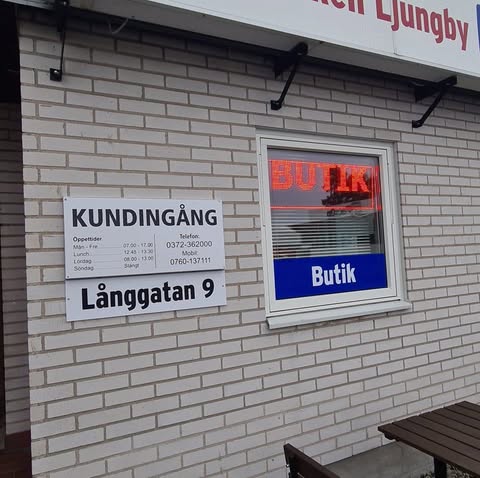 Ljungby
KUNDINGÅNG
Öppettider
Mån - Fre 07.00 - 17.00
Lunch 12.45 - 13.30
Lördag 08.00 - 13.00
Söndag Stängt
Telefon:
0372-362000
Mobil:
0760-137111
Långgatan 9
BUTIK
Butik